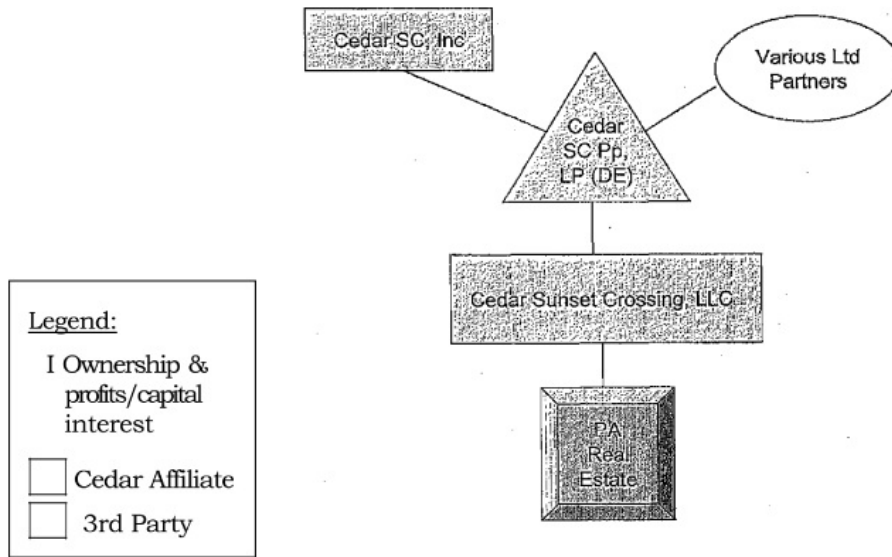 Cedar SC, Inc
Various Ltd
Partners
Cedar
SC Pp,
LP (DE)
Cedar Sunset Crossing, LLC
PA
Real
Estate
Legend:
I Ownership &
profits/capital
interest
Cedar Affiliate
3rd Party